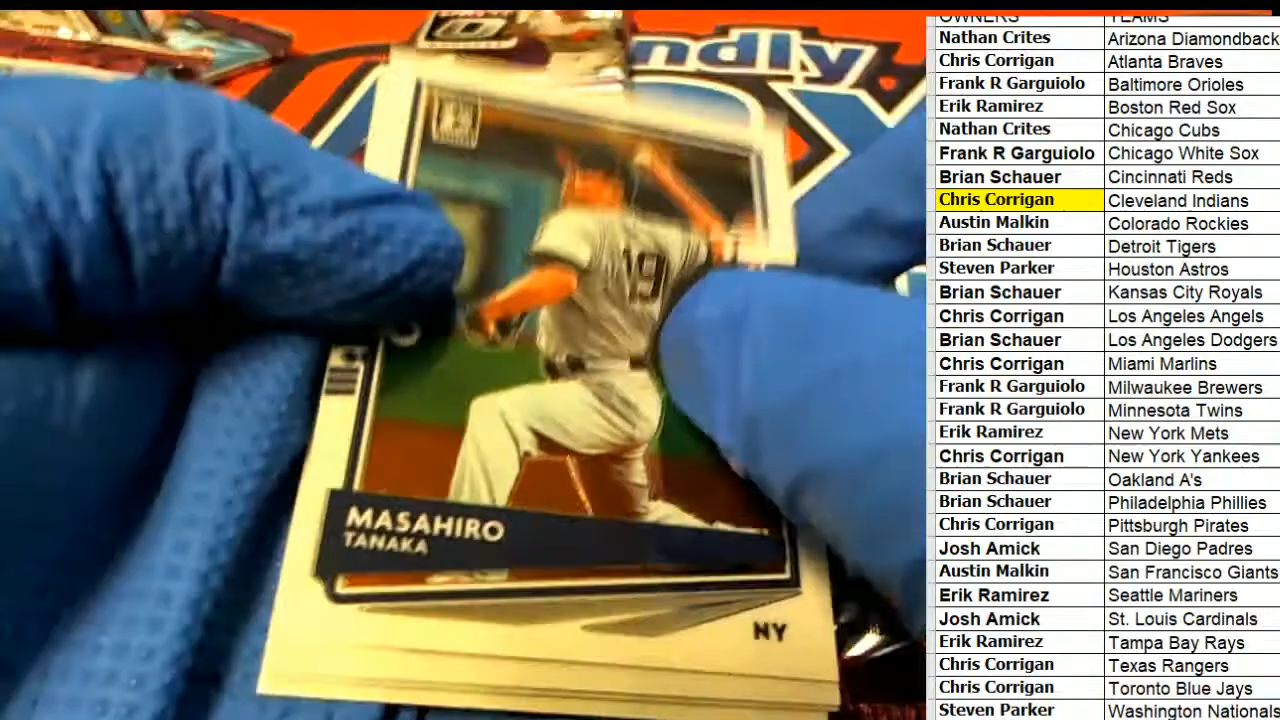 ndly
19
MASAHIRO
TANAKA
NY
OWNERS TEAMS
Nathan Crites Arizona Diamondback
Chris Corrigan Atlanta Braves
Frank R Garguiolo Baltimore Orioles
Erik Ramirez Boston Red Sox
Nathan Crites Chicago Cubs
Frank R Garguiolo Chicago White Sox
Brian Schauer Cincinnati Reds
Chris Corrigan Cleveland Indians
Austin Malkin Colorado Rockies
Brian Schauer Detroit Tigers
Steven Parker Houston Astros
Brian Schauer Kansas City Royals
Chris Corrigan Los Angeles Angels
Brian Schauer Los Angeles Dodgers
Chris Corrigan Miami Marlins
Frank R Garguiolo Milwaukee Brewers
Frank R Garguiolo Minnesota Twins
Erik Ramirez New York Mets
Chris Corrigan New York Yankees
Brian Schauer Oakland A's
Brian Schauer Philadelphia Phillies
Chris Corrigan Pittsburgh Pirates
Josh Amick San Diego Padres
Austin Malkin San Francisco Giants
Erik Ramirez Seattle Mariners
Josh Amick St. Louis Cardinals
Erik Ramirez Tampa Bay Rays
Chris Corrigan Texas Rangers
Chris Corrigan Toronto Blue Jays
Steven Parker Washington Nationals